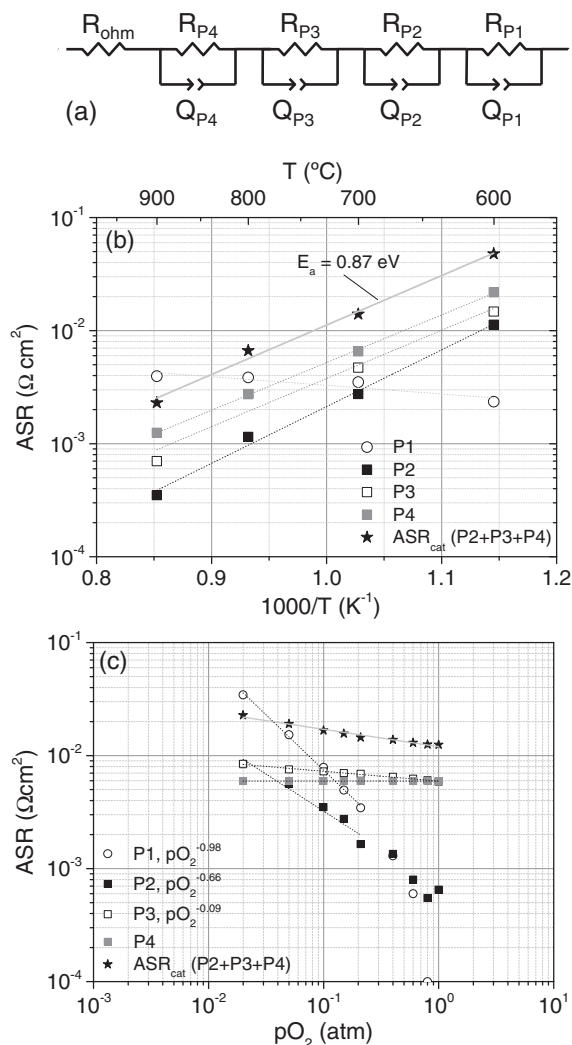 R_ohm R_P4 R_P3 R_P2 R_P1
Q_P4 Q_P3 Q_P2 Q_P1
(a)
T (ºC)
900 800 700 600
10^-1
(b)
E_a = 0.87 eV
10^-2
10^-3
10^-4
ASR (Ω cm^2)
P1
P2
P3
P4
ASR_cat (P2+P3+P4)
0.8 0.9 1.0 1.1 1.2
1000/T (K^-1)
10^-1
(c)
10^-2
10^-3
10^-4
ASR (Ωcm^2)
P1, pO_2^-0.98
P2, pO_2^-0.66
P3, pO_2^-0.09
P4
ASR_cat (P2+P3+P4)
10^-3 10^-2 10^-1 10^0 10^1
pO_2 (atm)